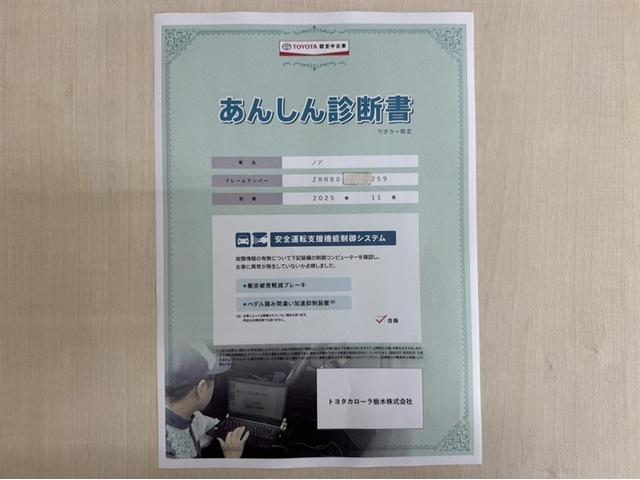 TOYOTA 認定中古車
あんしん診断書
サポカー限定
車 名 ノア
フレームナンバー ZRR80 259
診 断 2025 年 11 月
安全運転支援機能制御システム
故障情報の有無について下記装備の制御コンピューターを確認し、
お車に異常が発生していないか点検しました。
●衝突被害軽減ブレーキ
●ペダル踏み間違い加速抑制装置
合格
トヨタカローラ栃木株式会社